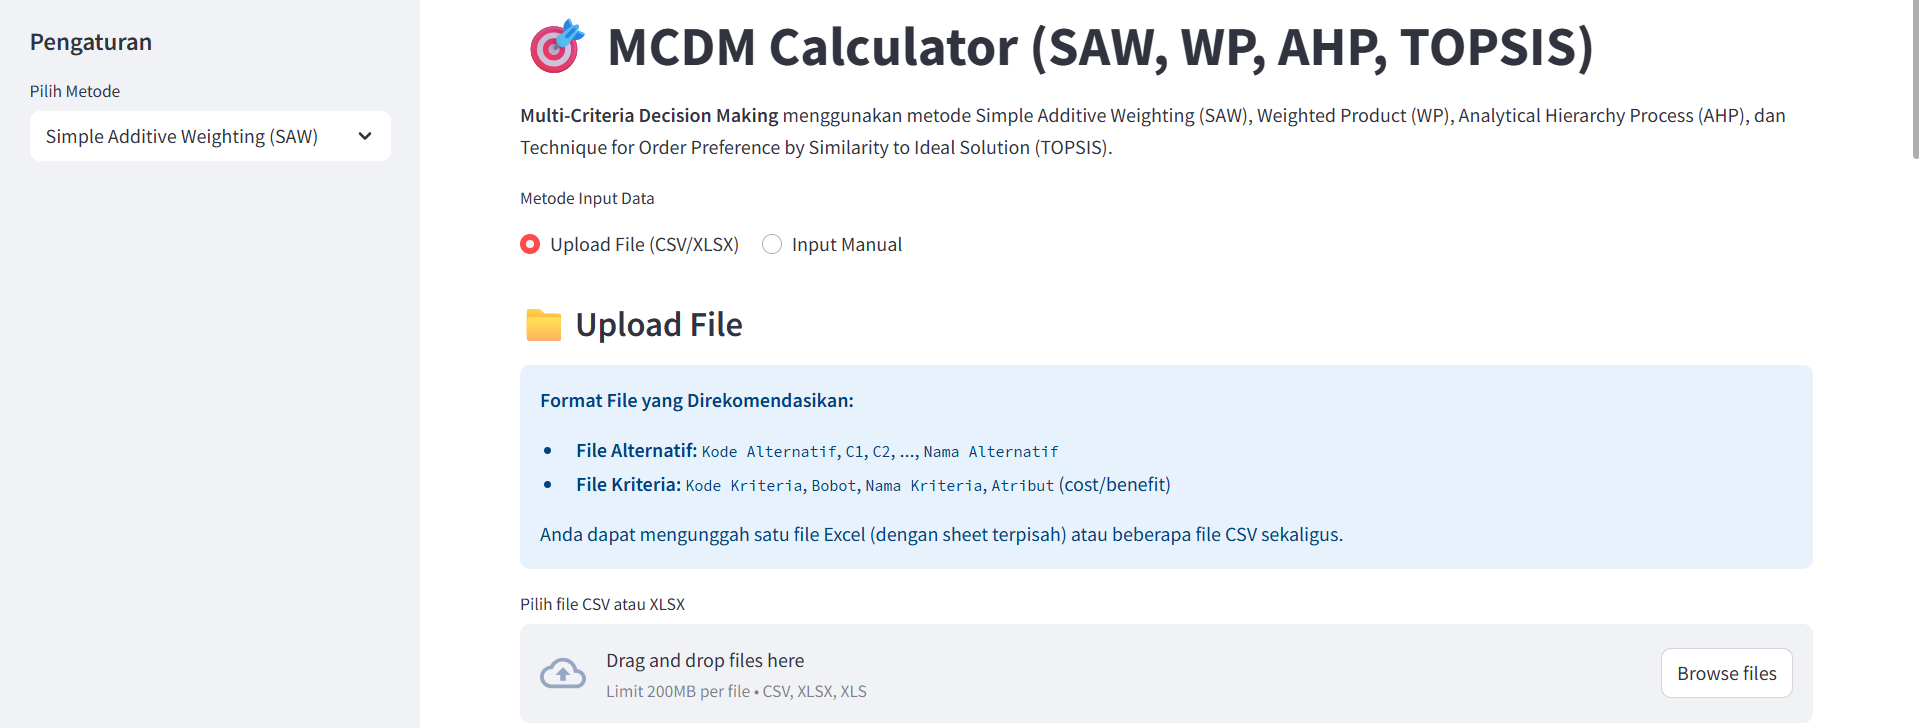 Pengaturan
Pilih Metode
Simple Additive Weighting (SAW)
MCDM Calculator (SAW, WP, AHP, TOPSIS)
Multi-Criteria Decision Making menggunakan metode Simple Additive Weighting (SAW), Weighted Product (WP), Analytical Hierarchy Process (AHP), dan
Technique for Order Preference by Similarity to Ideal Solution (TOPSIS).
Metode Input Data
Upload File (CSV/XLSX) Input Manual
Upload File
Format File yang Direkomendasikan:
• File Alternatif: Kode Alternatif, C1, C2, ..., Nama Alternatif
• File Kriteria: Kode Kriteria, Bobot, Nama Kriteria, Atribut (cost/benefit)
Anda dapat mengunggah satu file Excel (dengan sheet terpisah) atau beberapa file CSV sekaligus.
Pilih file CSV atau XLSX
Drag and drop files here
Limit 200MB per file • CSV, XLSX, XLS
Browse files